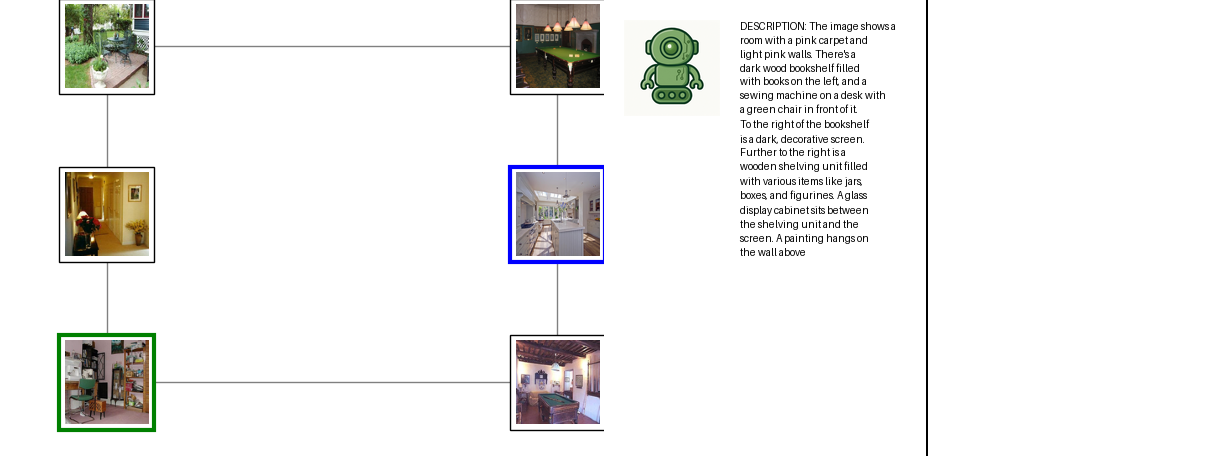 DESCRIPTION: The image shows a
room with a pink carpet and
light pink walls. There's a
dark wood bookshelf filled
with books on the left, and a
sewing machine on a desk with
a green chair in front of it.
To the right of the bookshelf
is a dark, decorative screen.
Further to the right is a
wooden shelving unit filled
with various items like jars,
boxes, and figurines. A glass
display cabinet sits between
the shelving unit and the
screen. A painting hangs on
the wall above